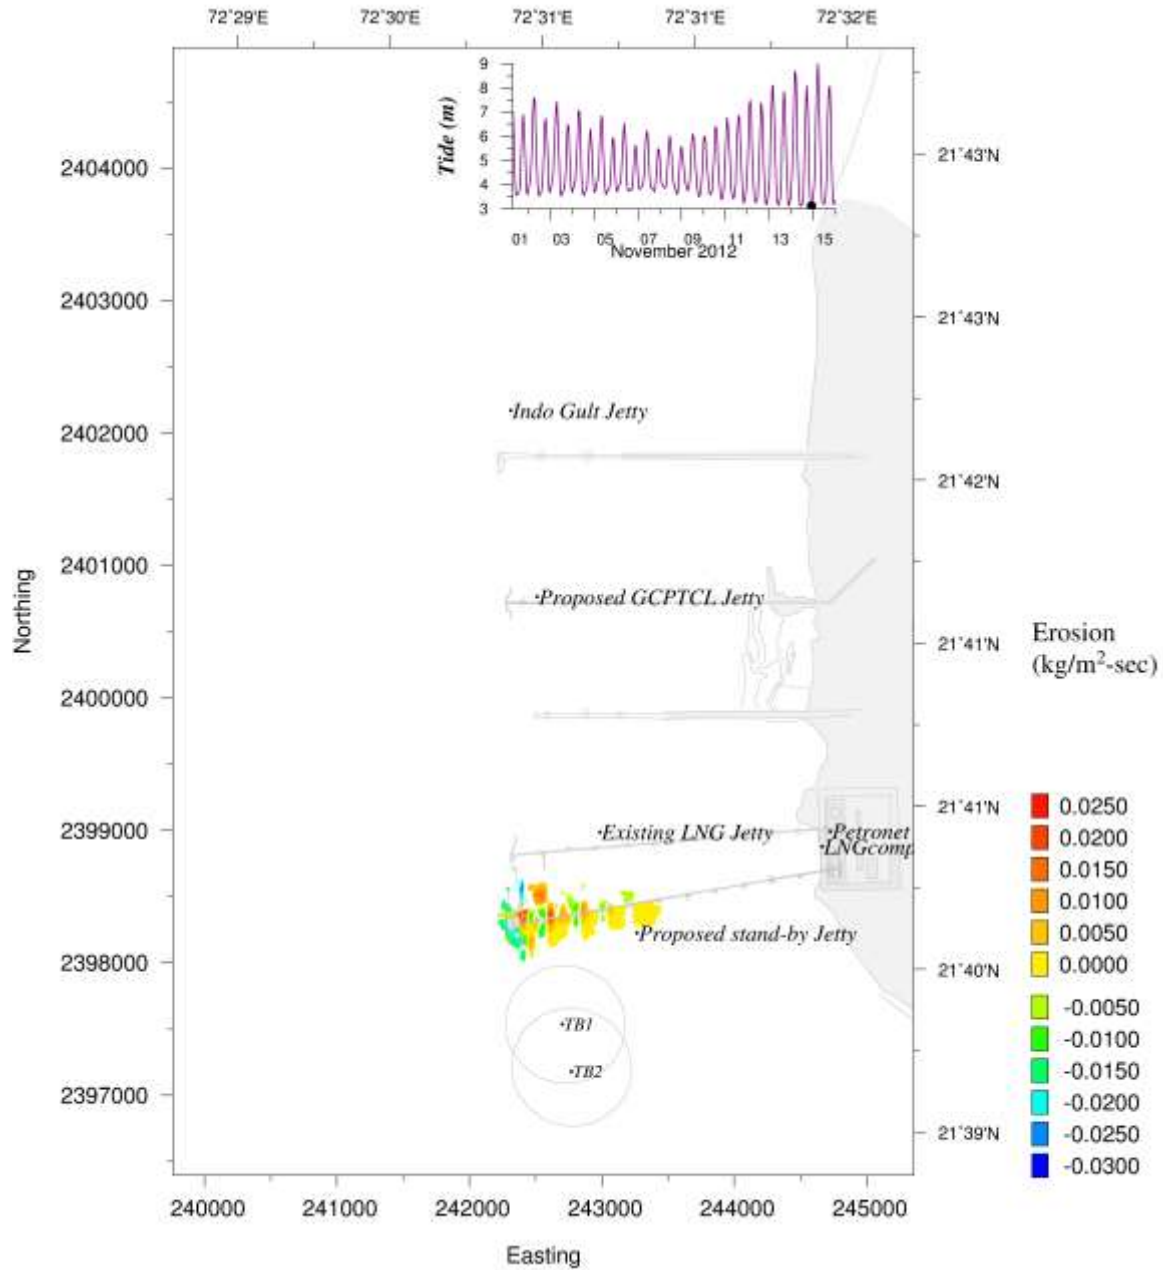 72°29'E 72°30'E 72°31'E 72°31'E 72°32'E
9
8
7
6
5
4
3
Tide (m)
01 03 05 07 09 11 13 15
November 2012
2404000
2403000
2402000
2401000
2400000
2399000
2398000
2397000
Northing
21°43'N
21°43'N
21°42'N
21°41'N
21°41'N
21°40'N
21°39'N
Indo Gult Jetty
Proposed GCPTCL Jetty
Existing LNG Jetty
Petronet
LNGcomp
Proposed stand-by Jetty
TB1
TB2
240000 241000 242000 243000 244000 245000
Easting
Erosion
(kg/m²-sec)
0.0250
0.0200
0.0150
0.0100
0.0050
0.0000
-0.0050
-0.0100
-0.0150
-0.0200
-0.0250
-0.0300